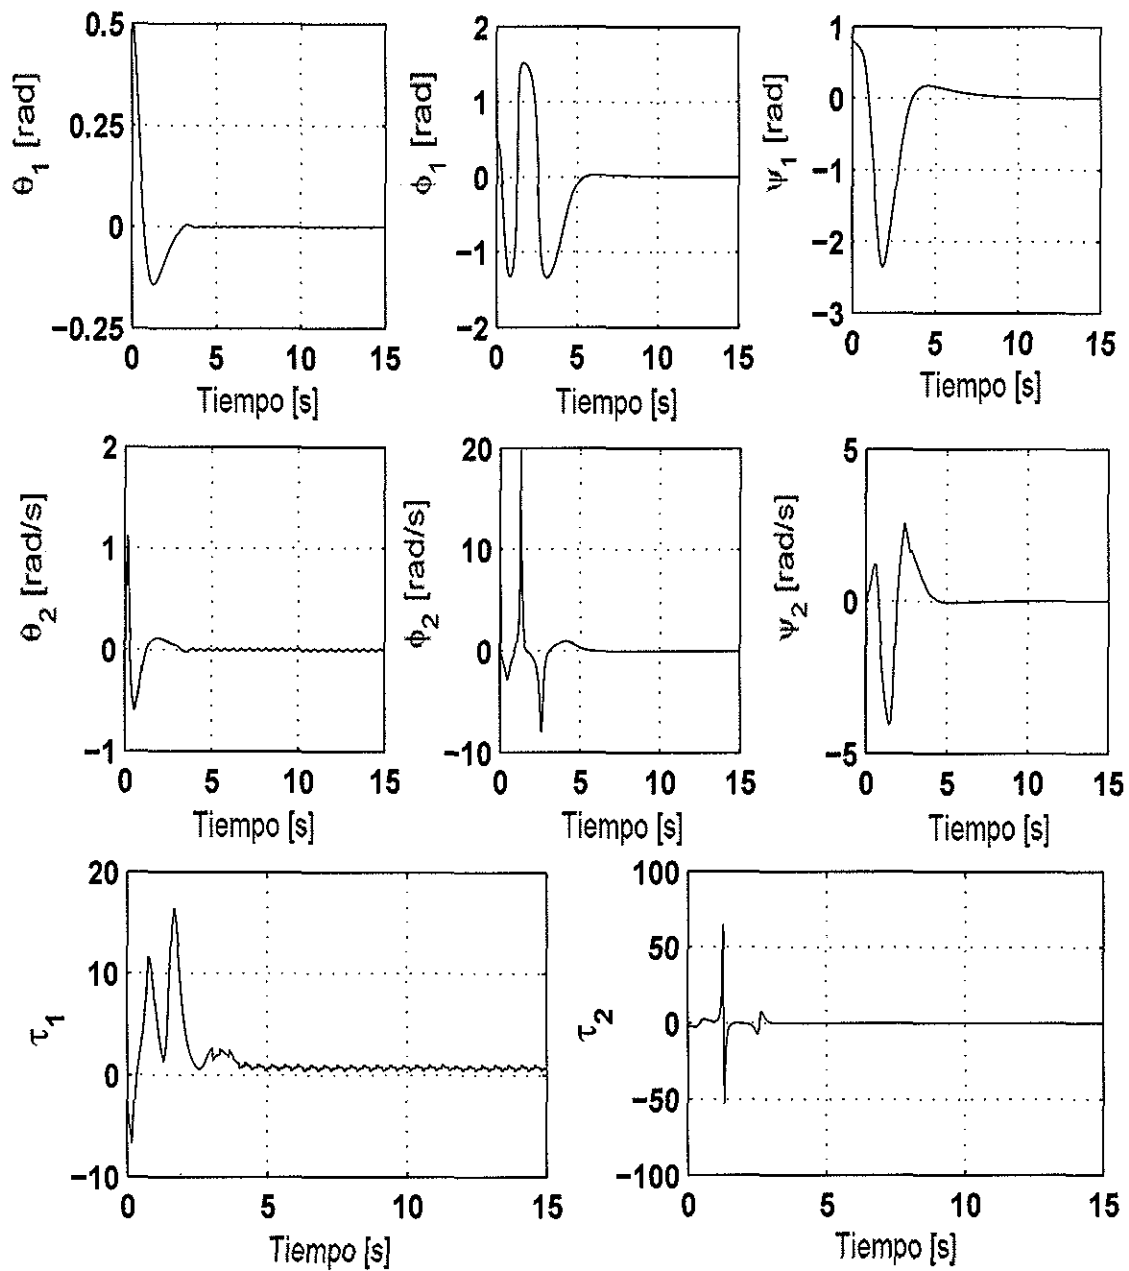 θ1 [rad]
0.5
0.25
0
−0.25
0 5 10 15
Tiempo [s]
ϕ1 [rad]
2
1
0
−1
−2
0 5 10 15
Tiempo [s]
ψ1 [rad]
1
0
−1
−2
−3
0 5 10 15
Tiempo [s]
θ2 [rad/s]
2
1
0
−1
0 5 10 15
Tiempo [s]
ϕ2 [rad/s]
20
10
0
−10
0 5 10 15
Tiempo [s]
ψ2 [rad/s]
5
0
−5
0 5 10 15
Tiempo [s]
τ1
20
10
0
−10
0 5 10 15
Tiempo [s]
τ2
100
50
0
−50
−100
0 5 10 15
Tiempo [s]